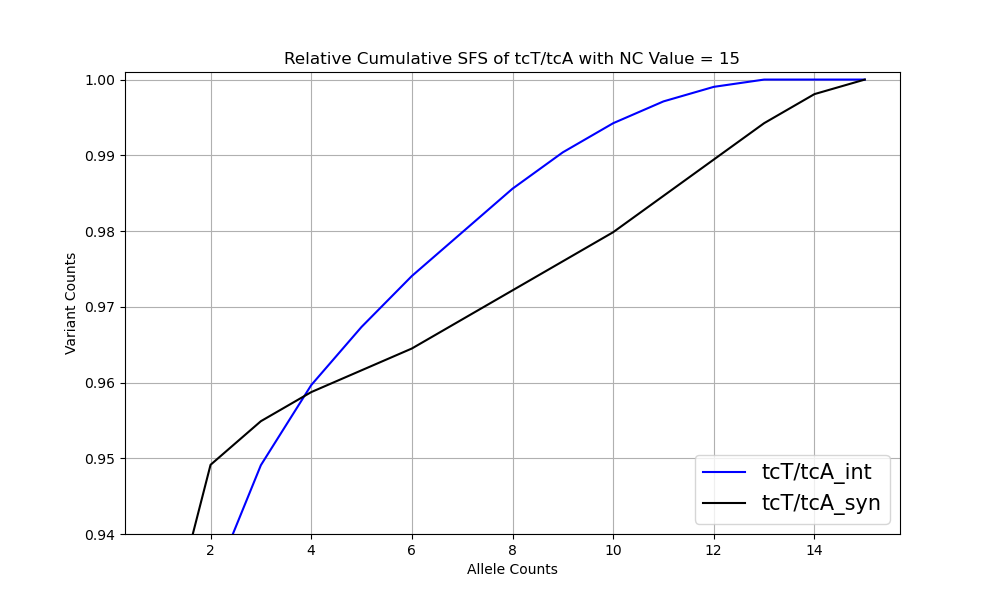 Relative Cumulative SFS of tcT/tcA with NC Value = 15
Variant Counts
1.00
0.99
0.98
0.97
0.96
0.95
0.94
2 4 6 8 10 12 14
Allele Counts
tcT/tcA_int
tcT/tcA_syn